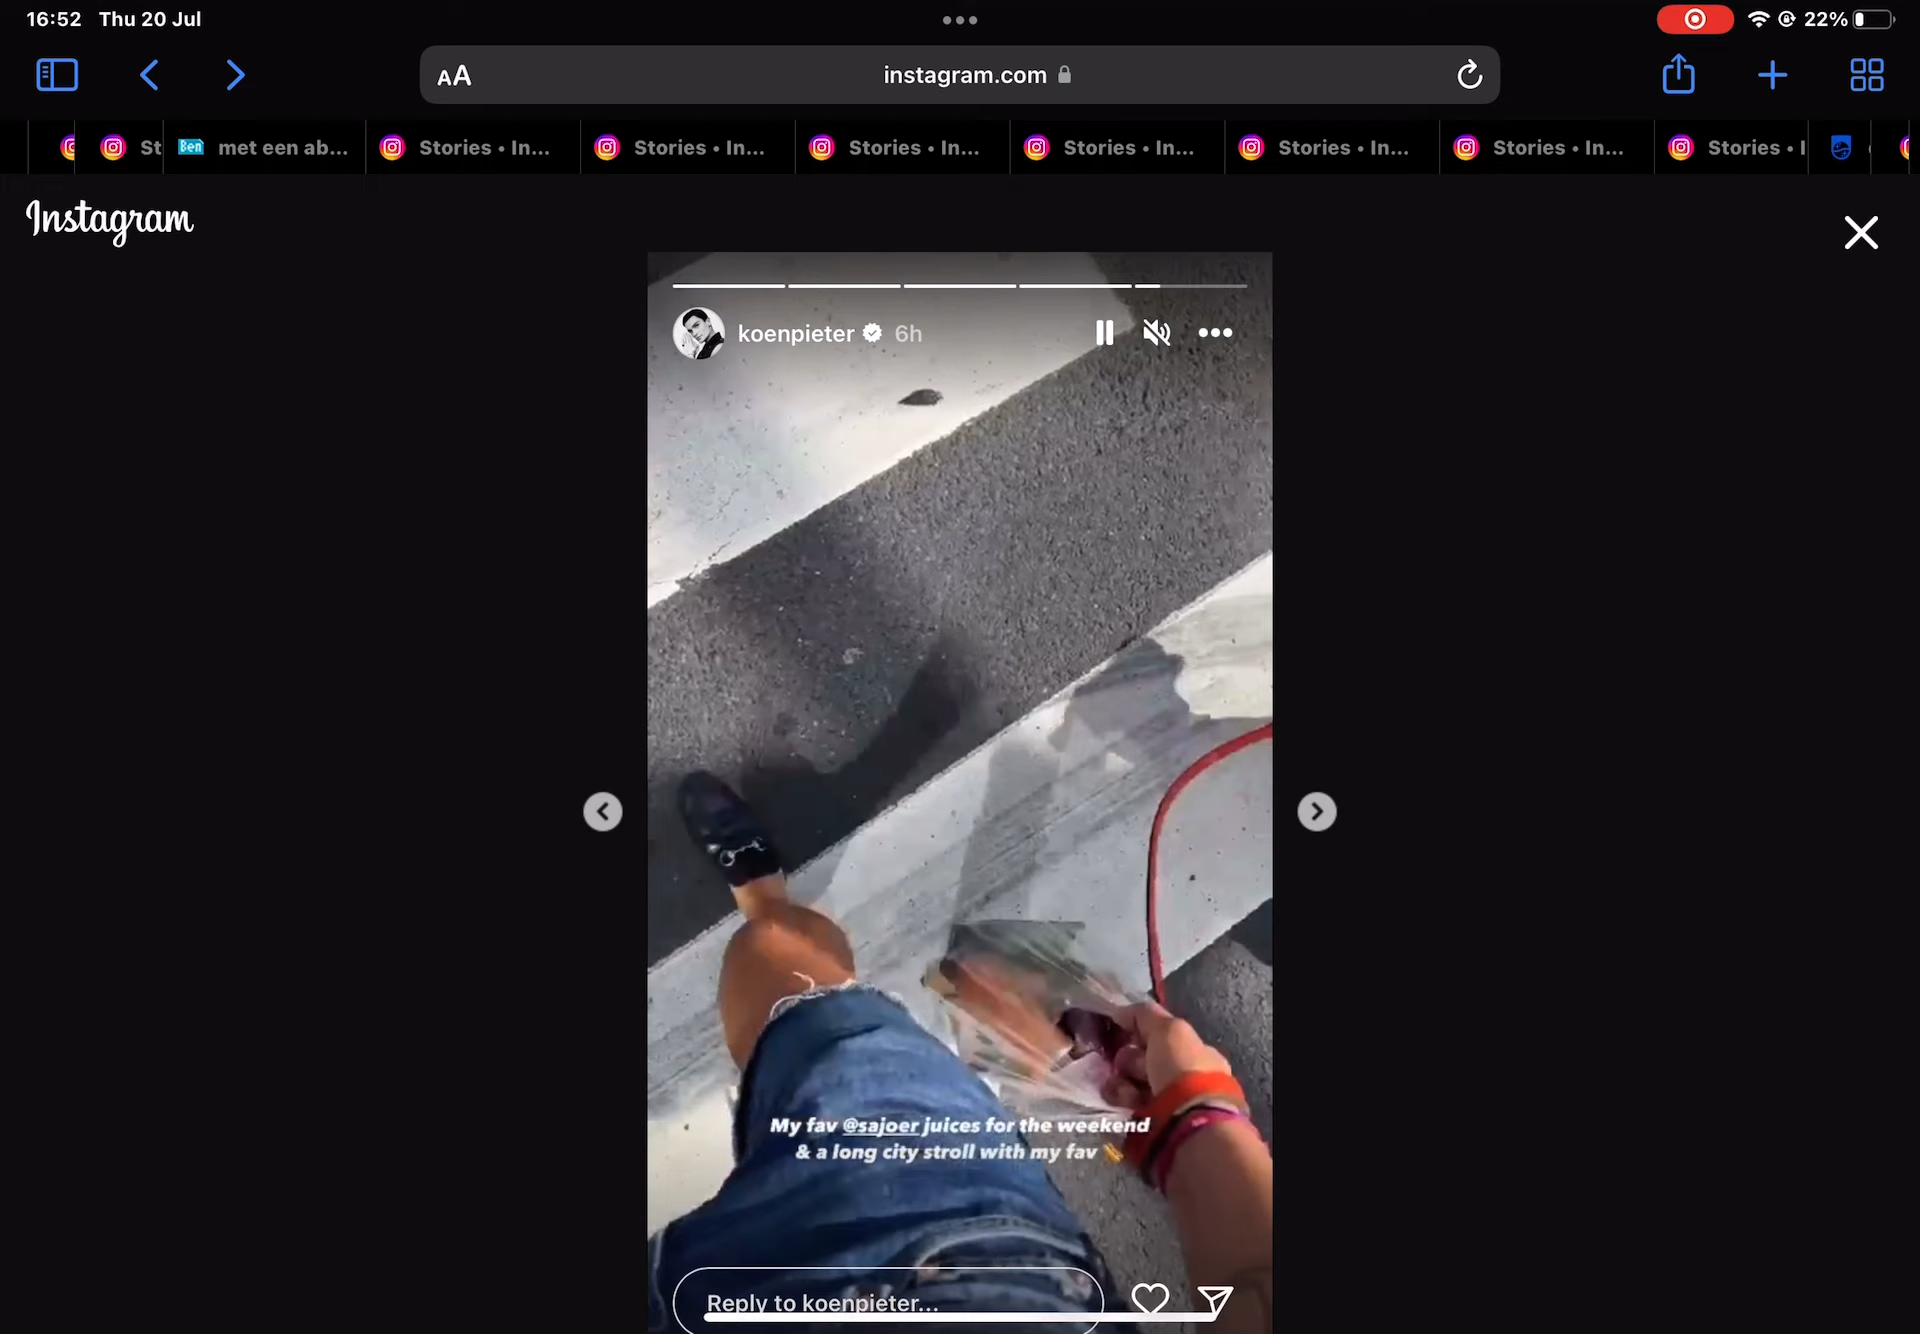 16:52 Thu 20 Jul
22%
AA
instagram.com
St
Ben
met een ab...
Stories • In...
Stories • In...
Stories • In...
Stories • In...
Stories • In...
Stories • In...
Stories • I
Instagram
koenpieter 6h
My fav @sajoer juices for the weekend
& a long city stroll with my fav
Reply to koenpieter...